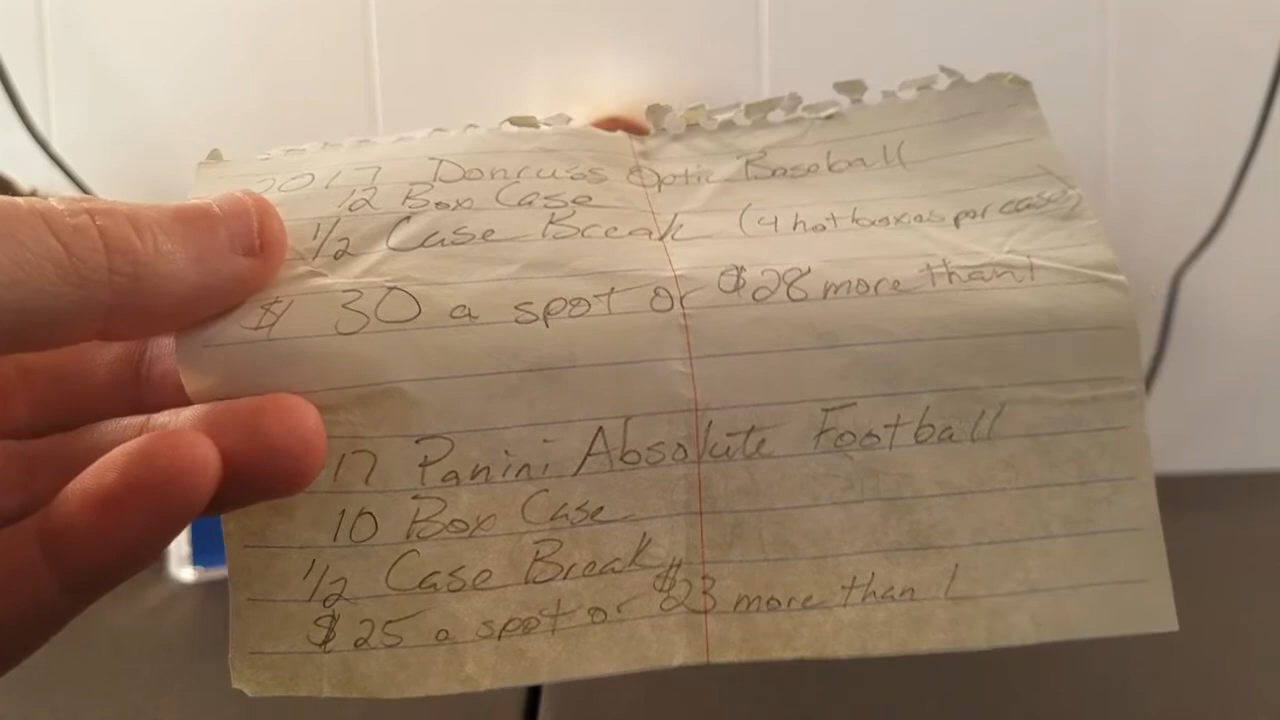 2017 Donruss Optic Baseball
12 Box Case
1/2 Case Break (4 hot boxes per case)
$30 a spot or $28 more than 1
17 Panini Absolute Football
10 Box Case
1/2 Case Break
$25 a spot or $23 more than 1